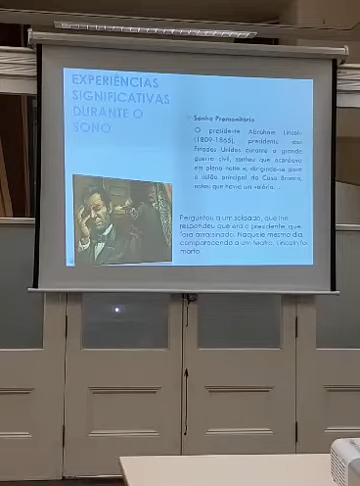 EXPERIÊNCIAS
SIGNIFICATIVAS
DURANTE O
SONO
Sonho Premonitório
O presidente Abraham Lincoln
(1809-1865), presidente dos
Estados Unidos durante a grande
guerra civil, sonhou que acordava
em plena noite e, dirigindo-se para
o salão principal da Casa Branca,
notou que havia um velório.
Perguntou a um soldado, que lhe
respondeu que era o presidente, que
fora assassinado. Naquele mesmo dia,
comparecendo a um teatro, Lincoln foi
morto.